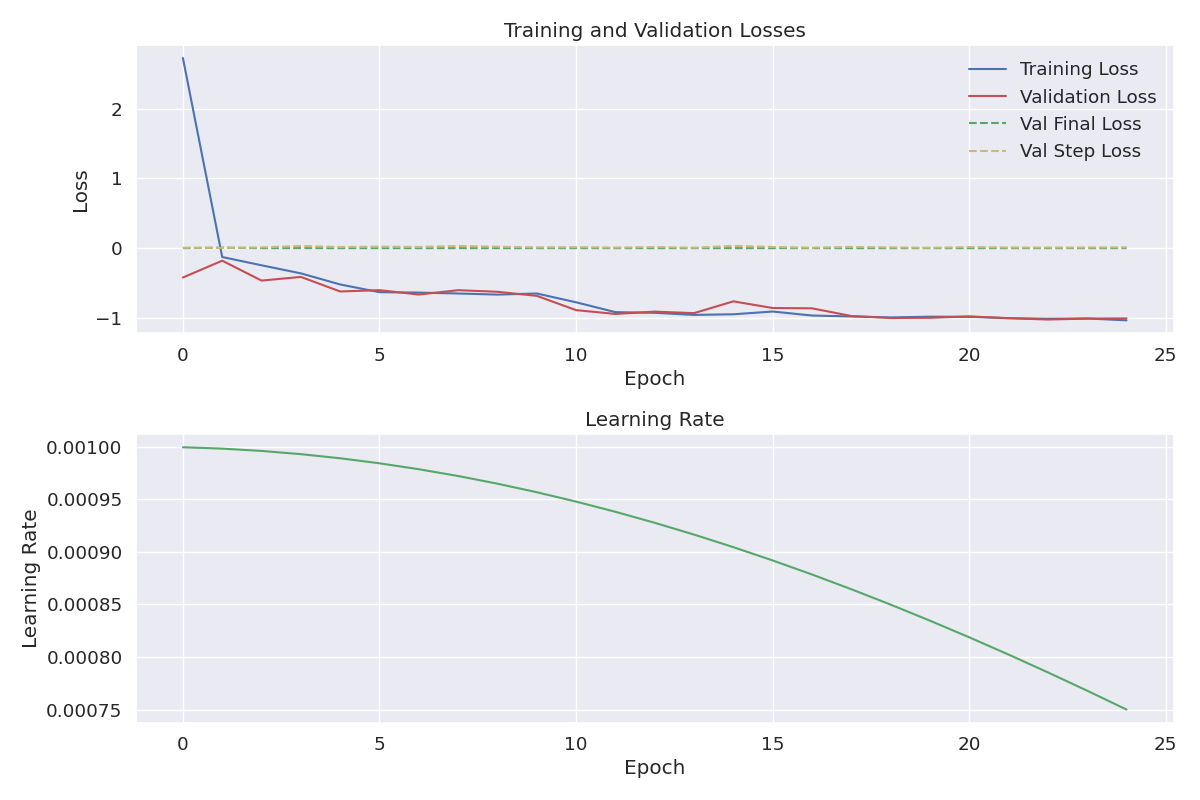 Training and Validation Losses
Training Loss
Validation Loss
Val Final Loss
Val Step Loss
Loss
2
1
0
−1
0
5
10
15
20
25
Epoch
Learning Rate
Learning Rate
0.00100
0.00095
0.00090
0.00085
0.00080
0.00075
0
5
10
15
20
25
Epoch